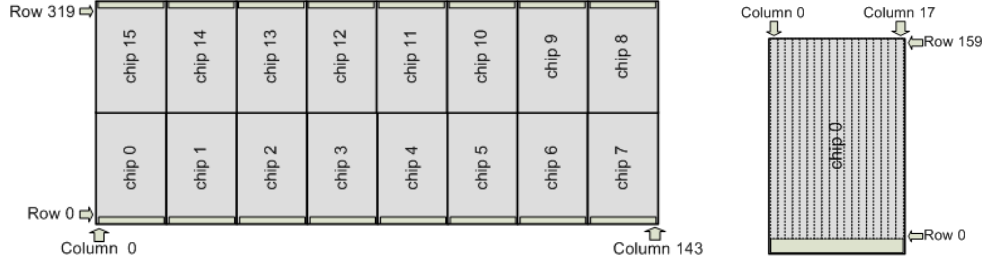 Row 319
chip 15
chip 14
chip 13
chip 12
chip 11
chip 10
chip 9
chip 8
chip 0
chip 1
chip 2
chip 3
chip 4
chip 5
chip 6
chip 7
Row 0
Column 0
Column 143
Column 0
Column 17
Row 159
chip 0
Row 0